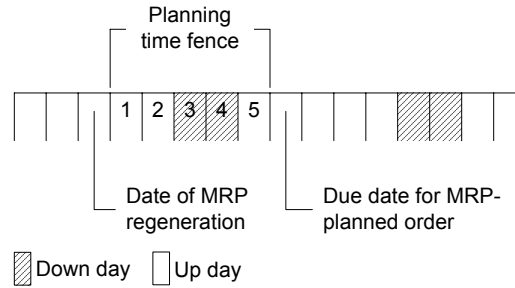 Planning
time fence
1 2 3 4 5
Date of MRP
regeneration
Due date for MRP-
planned order
Down day Up day